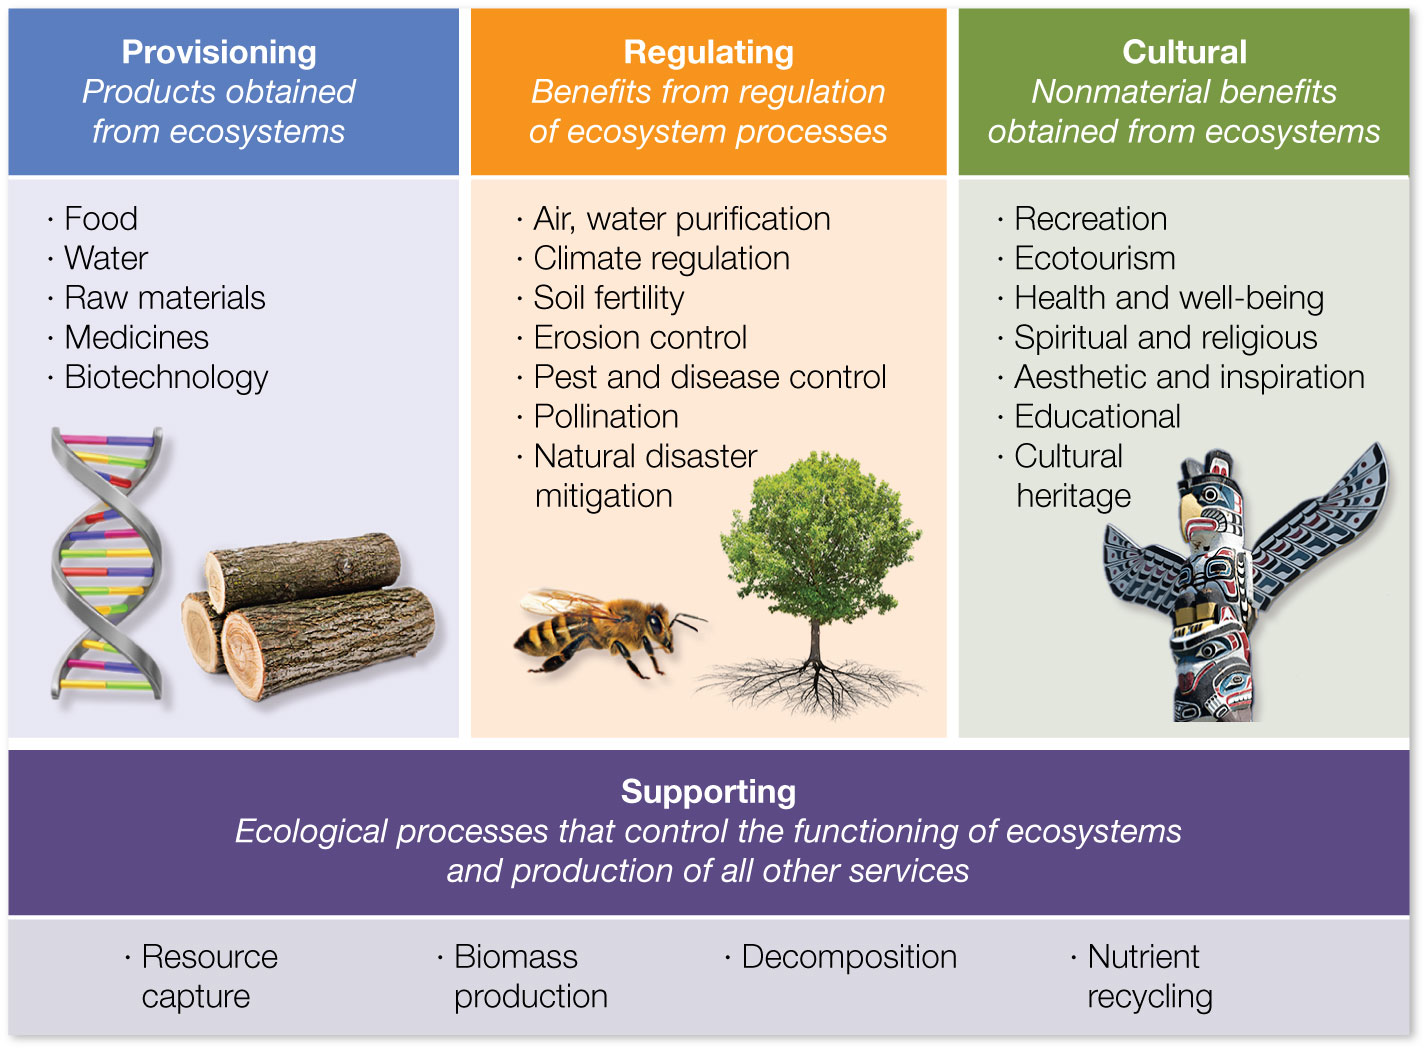 Provisioning
Products obtained
from ecosystems
· Food
· Water
· Raw materials
· Medicines
· Biotechnology
Regulating
Benefits from regulation
of ecosystem processes
· Air, water purification
· Climate regulation
· Soil fertility
· Erosion control
· Pest and disease control
· Pollination
· Natural disaster
mitigation
Cultural
Nonmaterial benefits
obtained from ecosystems
· Recreation
· Ecotourism
· Health and well-being
· Spiritual and religious
· Aesthetic and inspiration
· Educational
· Cultural
heritage
Supporting
Ecological processes that control the functioning of ecosystems
and production of all other services
· Resource
capture
· Biomass
production
· Decomposition
· Nutrient
recycling